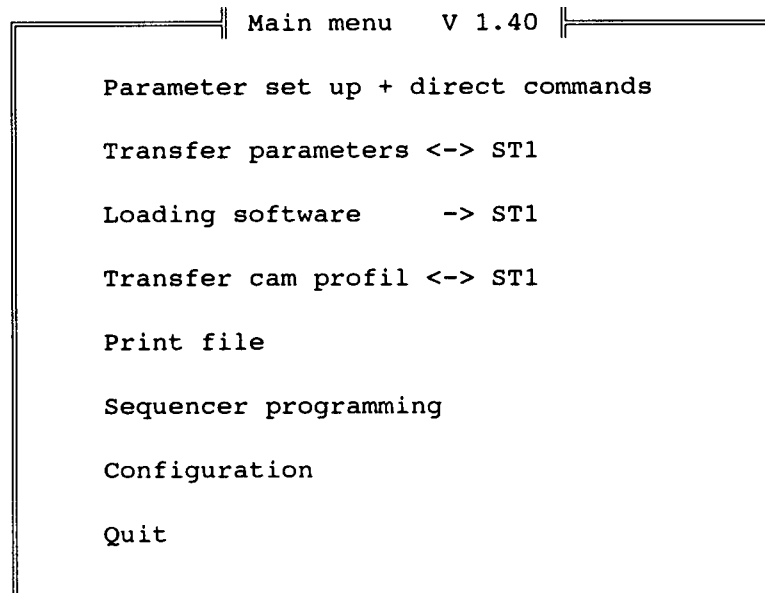 Main menu V 1.40
Parameter set up + direct commands
Transfer parameters <-> ST1
Loading software -> ST1
Transfer cam profil <-> ST1
Print file
Sequencer programming
Configuration
Quit